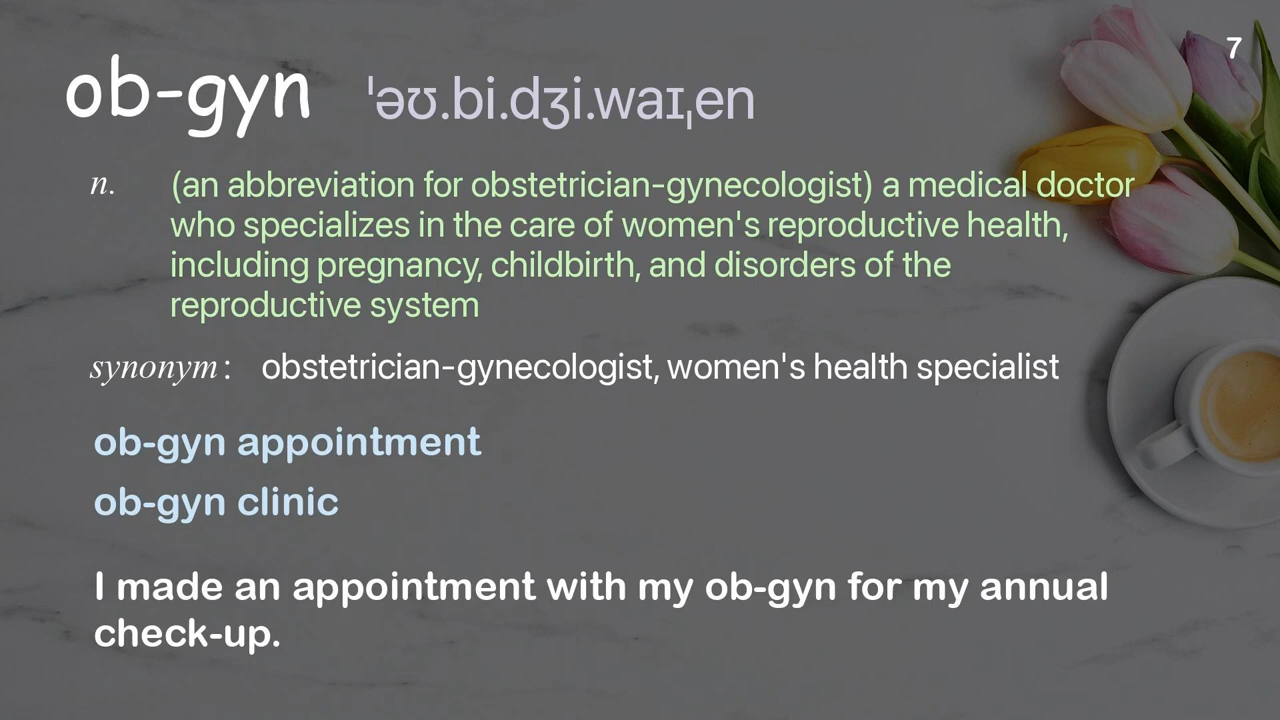 7
ob-gyn ˈəʊ.bi.dʒi.waɪˌen
n. (an abbreviation for obstetrician-gynecologist) a medical doctor
who specializes in the care of women's reproductive health,
including pregnancy, childbirth, and disorders of the
reproductive system
synonym: obstetrician-gynecologist, women's health specialist
ob-gyn appointment
ob-gyn clinic
I made an appointment with my ob-gyn for my annual
check-up.